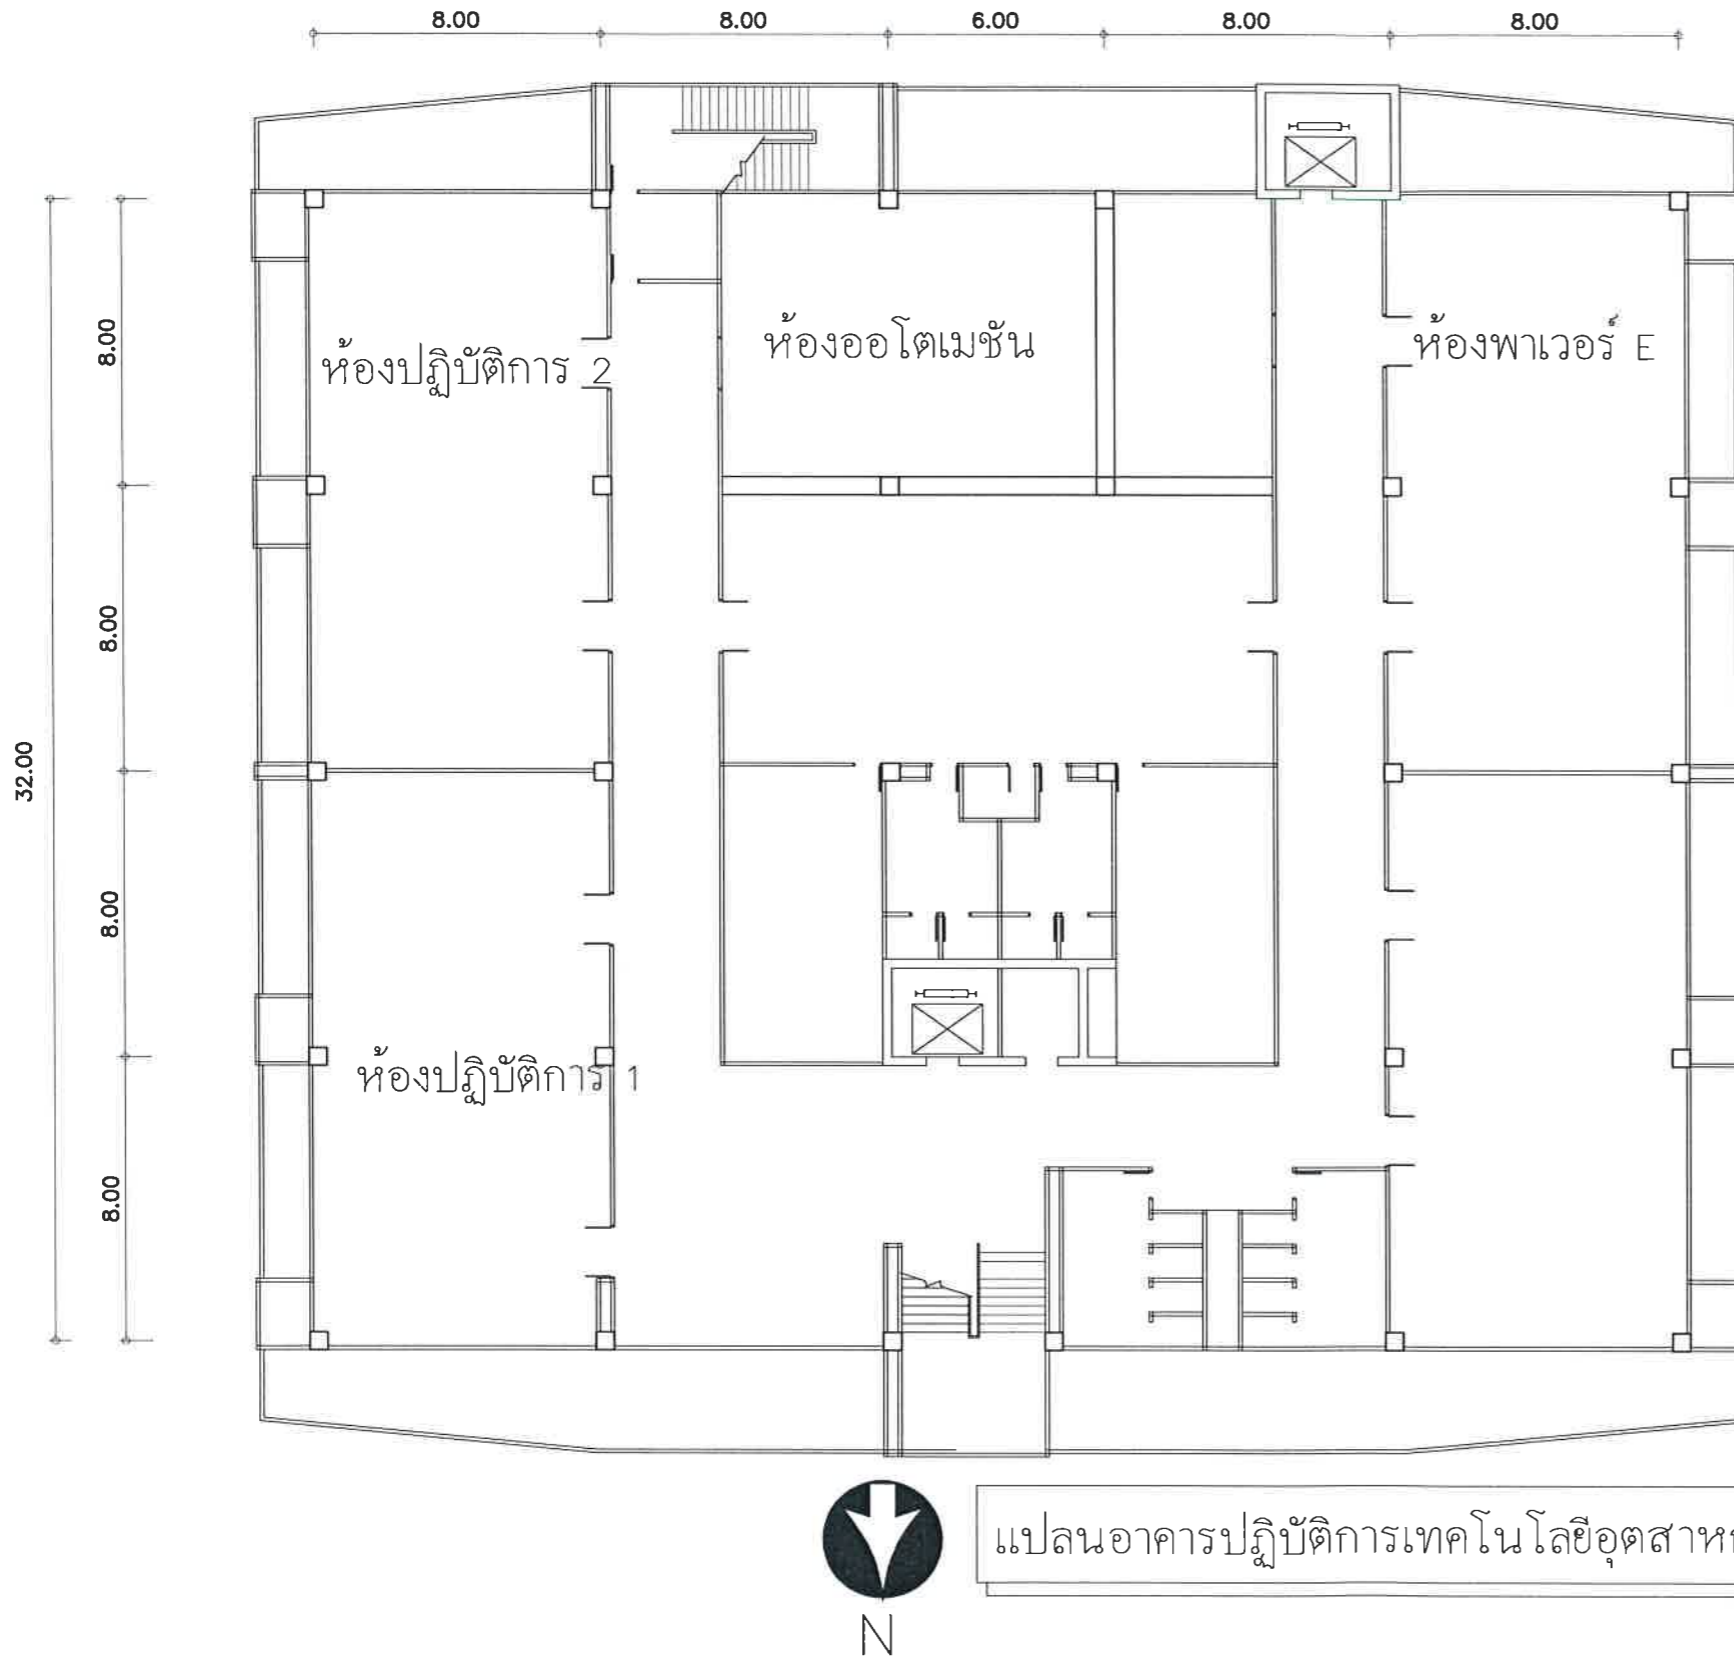 8.00 8.00 6.00 8.00 8.00
8.00
8.00
32.00
8.00
8.00
ห้องปฏิบัติการ 2
ห้องออโตเมชัน
ห้องพาเวอร์ E
ห้องปฏิบัติการ 1
แปลนอาคารปฏิบัติการเทคโนโลยีอุตสาห
N